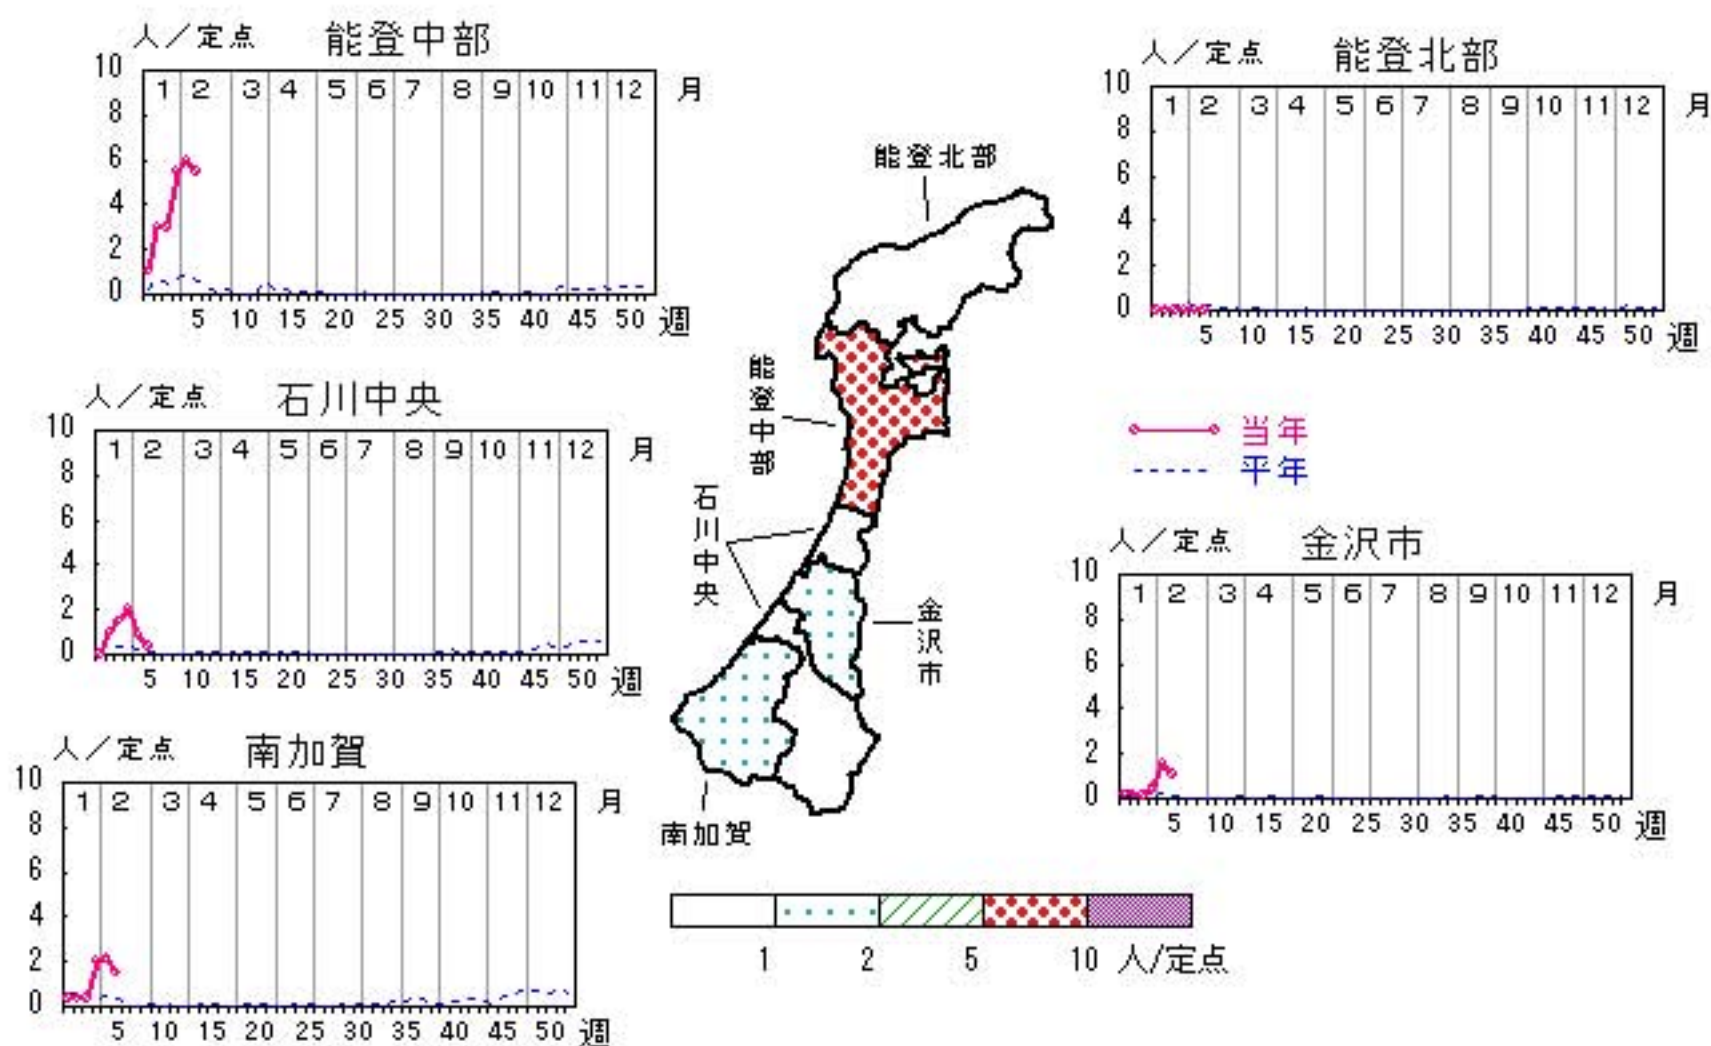 人／定点 能登中部
10 8 6 4 2 0
1 2 3 4 5 6 7 8 9 10 11 12 月
5 10 15 20 25 30 35 40 45 50 週
人／定点 能登北部
10 8 6 4 2 0
1 2 3 4 5 6 7 8 9 10 11 12 月
5 10 15 20 25 30 35 40 45 50 週
人／定点 石川中央
10 8 6 4 2 0
1 2 3 4 5 6 7 8 9 10 11 12 月
5 10 15 20 25 30 35 40 45 50 週
能登北部
能登中部
石川中央
金沢市
南加賀
当年
平年
人／定点 金沢市
10 8 6 4 2 0
1 2 3 4 5 6 7 8 9 10 11 12 月
5 10 15 20 25 30 35 40 45 50 週
人／定点 南加賀
10 8 6 4 2 0
1 2 3 4 5 6 7 8 9 10 11 12 月
5 10 15 20 25 30 35 40 45 50 週
1 2 5 10 人/定点